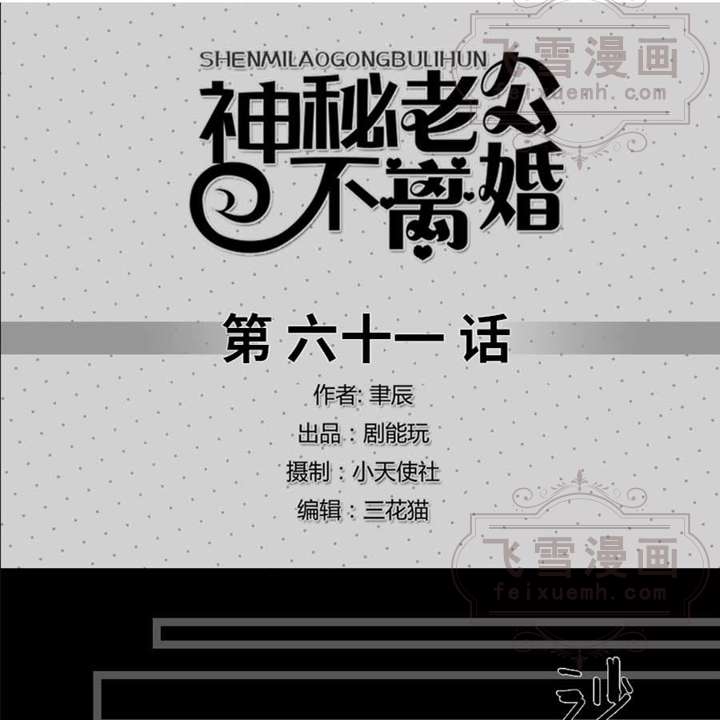 飞雪漫画
feixuemh.com
SHENMILAOGONGBULIHUN
神秘老公
不离婚
第六十一话
作者: 聿辰
出品：剧能玩
摄制：小天使社
编辑：三花猫
飞雪漫画
feixuemh.com
沙